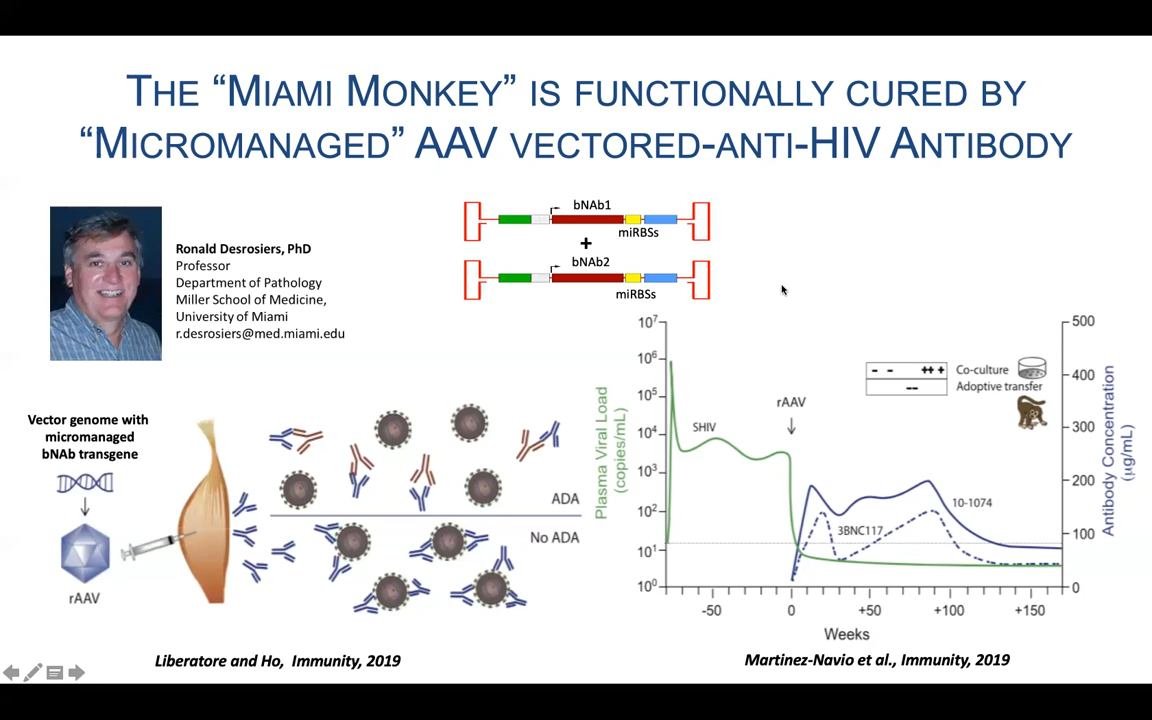 THE “MIAMI MONKEY” IS FUNCTIONALLY CURED BY
“MICROMANAGED” AAV VECTORED-ANTI-HIV ANTIBODY
Ronald Desrosiers, PhD
Professor
Department of Pathology
Miller School of Medicine,
University of Miami
r.desrosiers@med.miami.edu
bNAb1
miRBSs
+
bNAb2
miRBSs
Vector genome with
micromanaged
bNAb transgene
rAAV
ADA
No ADA
Liberatore and Ho, Immunity, 2019
Plasma Viral Load
(copies/mL)
10⁷
10⁶
10⁵
10⁴
10³
10²
10¹
10⁰
SHIV
rAAV
- - ++ + Co-culture
-- Adoptive transfer
10-1074
3BNC117
500
400
300
200
100
0
Antibody Concentration
(µg/mL)
-50 0 +50 +100 +150
Weeks
Martinez-Navio et al., Immunity, 2019